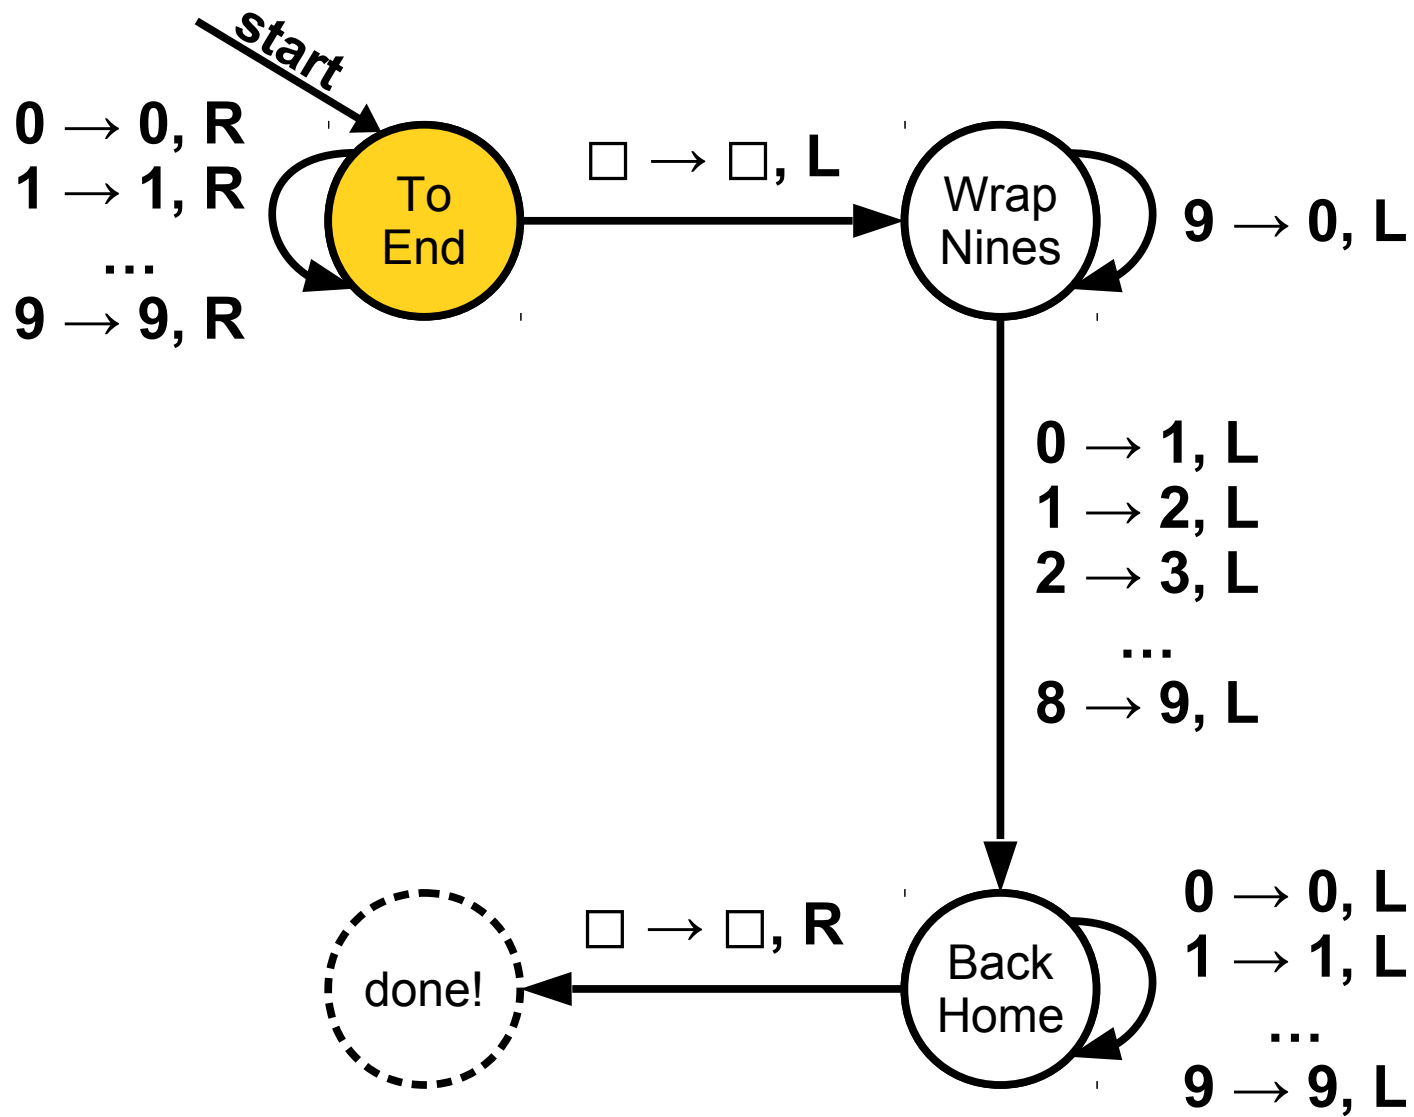 start
0 → 0, R
1 → 1, R
...
9 → 9, R
To
End
□ → □, L
Wrap
Nines
9 → 0, L
0 → 1, L
1 → 2, L
2 → 3, L
...
8 → 9, L
done!
□ → □, R
Back
Home
0 → 0, L
1 → 1, L
...
9 → 9, L